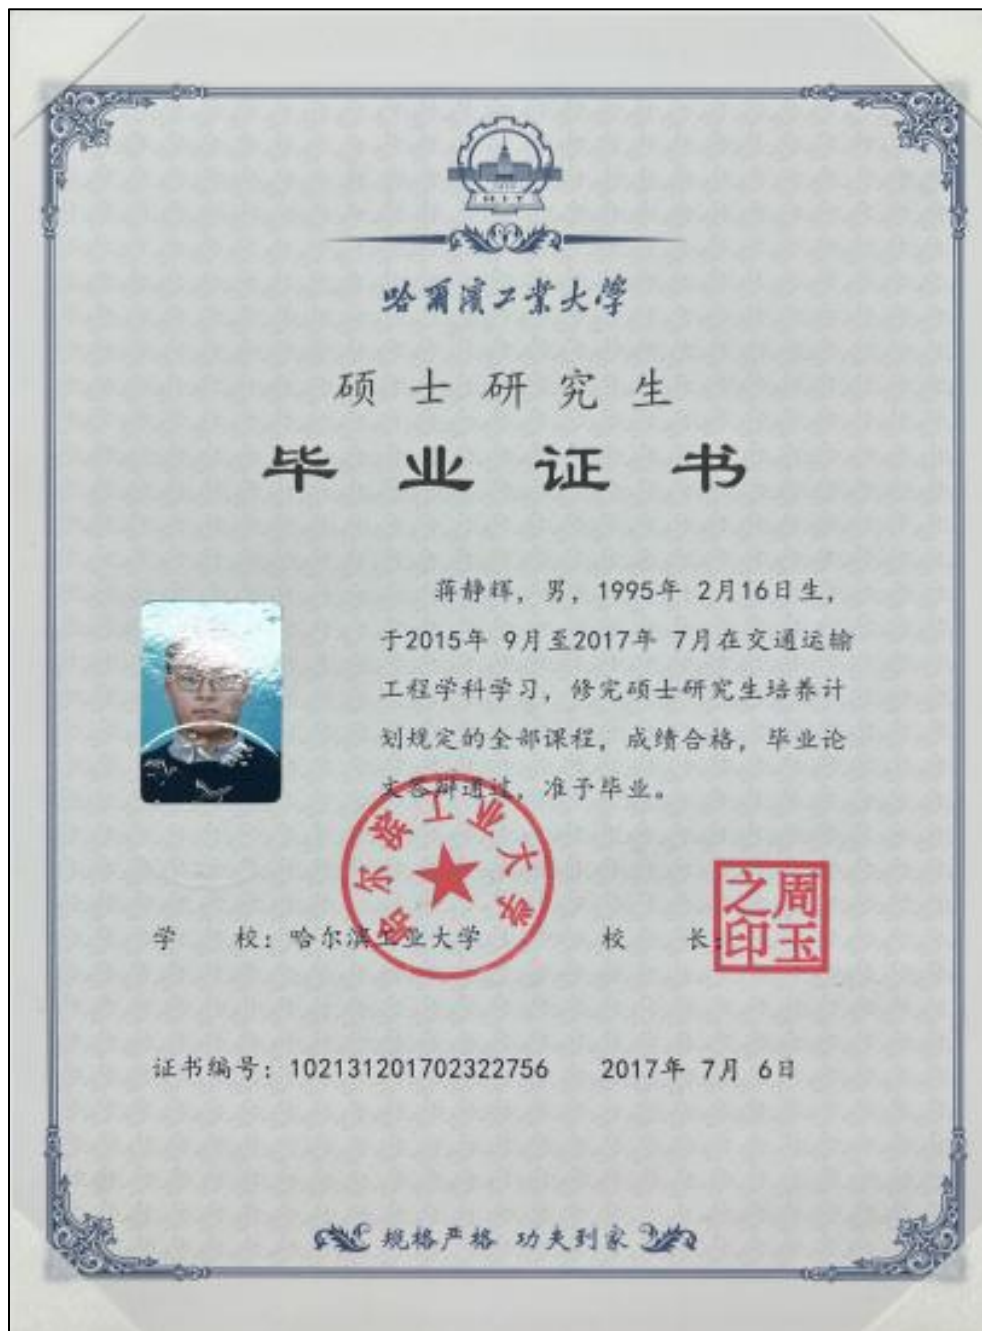 HIT
哈爾濱工業大學
硕士研究生
毕业证书
蒋静辉，男，1995年 2月16日生，
于2015年 9月至2017年 7月在交通运输
工程学科学习，修完硕士研究生培养计
划规定的全部课程，成绩合格，毕业论
文答辩通过，准予毕业。
哈尔滨工业大学
学 校：哈尔滨工业大学 校 长：
周玉之印
证书编号：102131201702322756 2017年 7月 6日
规格严格 功夫到家